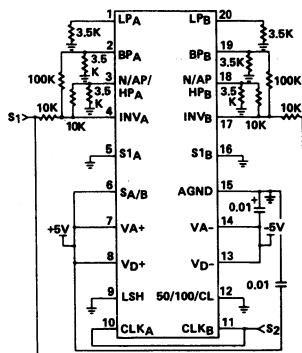 1 LPA LPB 20
3.5K 3.5K
2 BPA BPB 19
3.5 K 3.5K
100K 3 N/AP/ N/AP 18 100K
HPA HPB 3.5 K
S1 10K 4 INVA INVB 17 10K
10K 10K
5 S1A S1B 16
6 SA/B AGND 15
0.01 +
+5V 7 VA+ VA- 14 -5V
8 VD+ VD- 13
0.01
9 LSH 50/100/CL 12
10 CLKA CLKB 11 S2